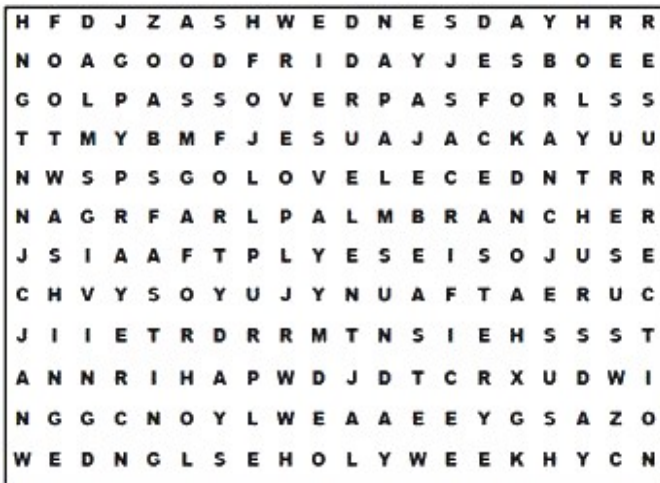 H F D J Z A S H W E D N E S D A Y H R R
N O A G O O D F R I D A Y J E S B O E E
G O L P A S S O V E R P A S F O R L S S
T T M Y B M F J E S U A J A C K A Y U U
N W S P S G O L O V E L E C E D N T R R
N A G R F A R L P A L M B R A N C H E R
J S I A A F T P L Y E S E I S O J U S E
C H V Y S O Y U J Y N U A F T A E R U C
J I I E T R D R R M T N S I E H S S S T
A N N R I H A P W D J D T C R X U D W I
N G G C N O Y L W E A A E E Y G S A Z O
W E D N G L S E H O L Y W E E K H Y C N